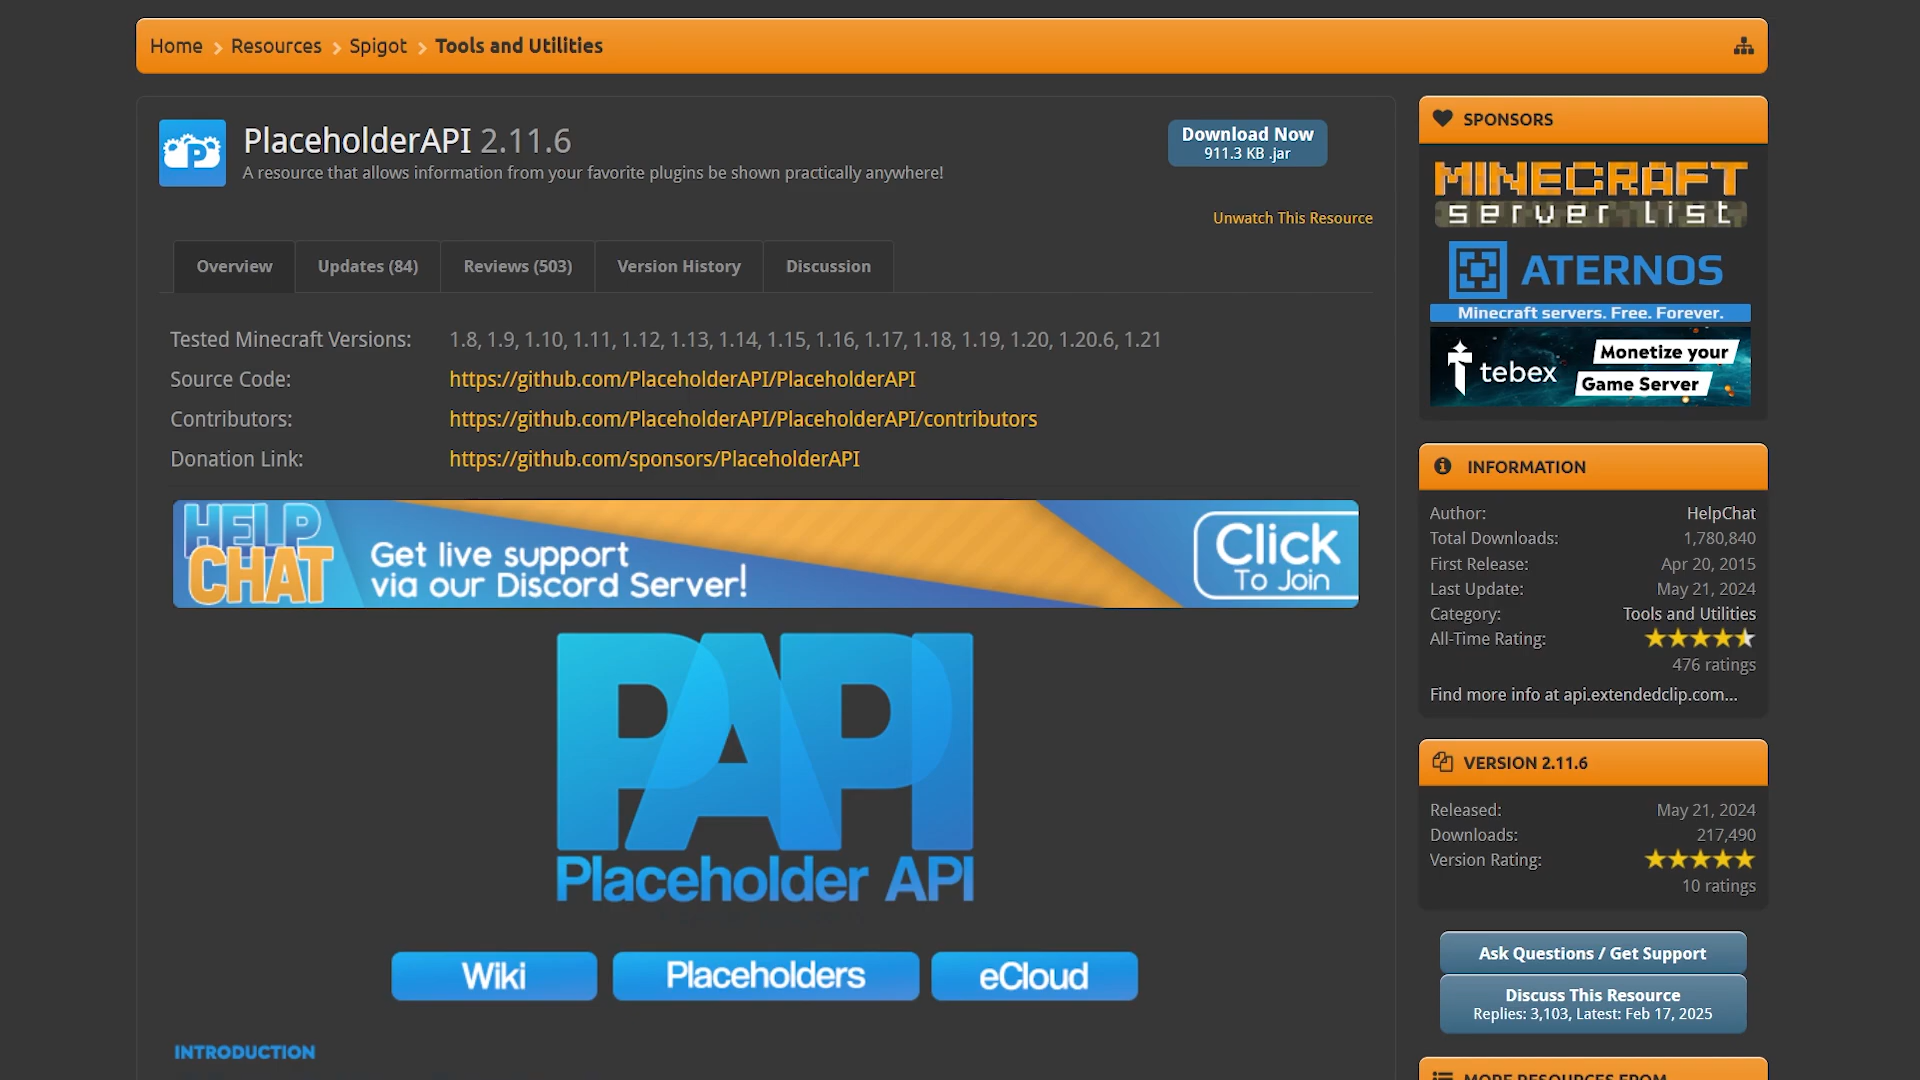 Home Resources Spigot Tools and Utilities
PlaceholderAPI 2.11.6
A resource that allows information from your favorite plugins be shown practically anywhere!
Download Now
911.3 KB .jar
Unwatch This Resource
Overview Updates (84) Reviews (503) Version History Discussion
Tested Minecraft Versions: 1.8, 1.9, 1.10, 1.11, 1.12, 1.13, 1.14, 1.15, 1.16, 1.17, 1.18, 1.19, 1.20, 1.20.6, 1.21
Source Code: https://github.com/PlaceholderAPI/PlaceholderAPI
Contributors: https://github.com/PlaceholderAPI/PlaceholderAPI/contributors
Donation Link: https://github.com/sponsors/PlaceholderAPI
HELP
CHAT
Get live support
via our Discord Server!
Click
To Join
PAPI
Placeholder API
Wiki Placeholders eCloud
INTRODUCTION
SPONSORS
MINECRAFT
server list
ATERNOS
Minecraft servers. Free. Forever.
tebex
Monetize your
Game Server
INFORMATION
Author: HelpChat
Total Downloads: 1,780,840
First Release: Apr 20, 2015
Last Update: May 21, 2024
Category: Tools and Utilities
All-Time Rating:
476 ratings
Find more info at api.extendedclip.com...
VERSION 2.11.6
Released: May 21, 2024
Downloads: 217,490
Version Rating:
10 ratings
Ask Questions / Get Support
Discuss This Resource
Replies: 3,103, Latest: Feb 17, 2025
MORE RESOURCES FROM